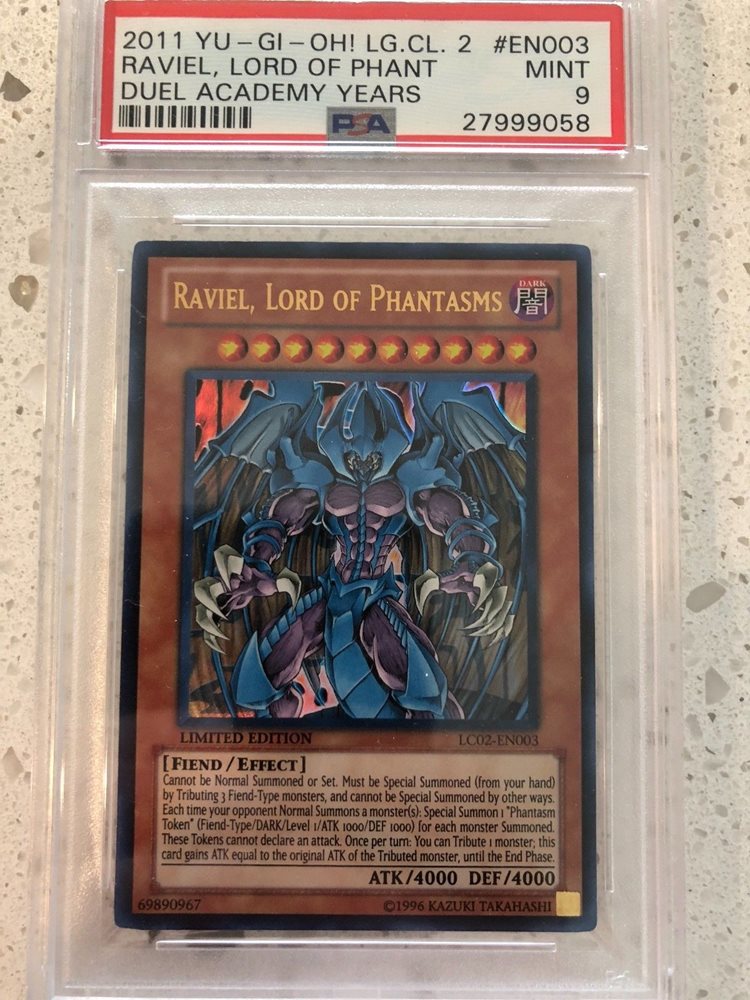 2011 YU-GI-OH! LG.CL. 2 #EN003
RAVIEL, LORD OF PHANT MINT
DUEL ACADEMY YEARS 9
PSA 27999058
RAVIEL, LORD OF PHANTASMS
DARK
闇
LIMITED EDITION LC02-EN003
[FIEND/EFFECT]
Cannot be Normal Summoned or Set. Must be Special Summoned (from your hand)
by Tributing 3 Fiend-Type monsters, and cannot be Special Summoned by other ways.
Each time your opponent Normal Summons a monster(s): Special Summon 1 "Phantasm
Token" (Fiend-Type/DARK/Level 1/ATK 1000/DEF 1000) for each monster Summoned.
These Tokens cannot declare an attack. Once per turn: You can Tribute 1 monster; this
card gains ATK equal to the original ATK of the Tributed monster, until the End Phase.
ATK/4000 DEF/4000
69890967 ©1996 KAZUKI TAKAHASHI